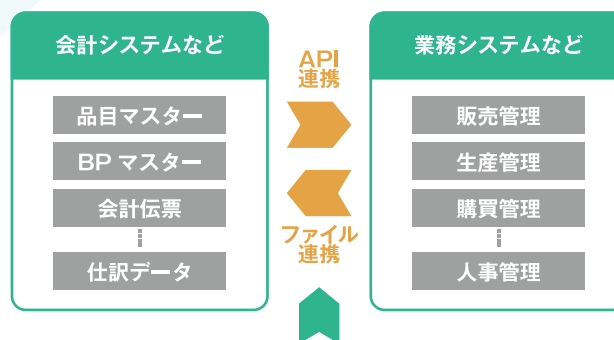 会計システムなど
品目マスター
BP マスター
会計伝票
仕訳データ
API
連携
ファイル
連携
業務システムなど
販売管理
生産管理
購買管理
人事管理